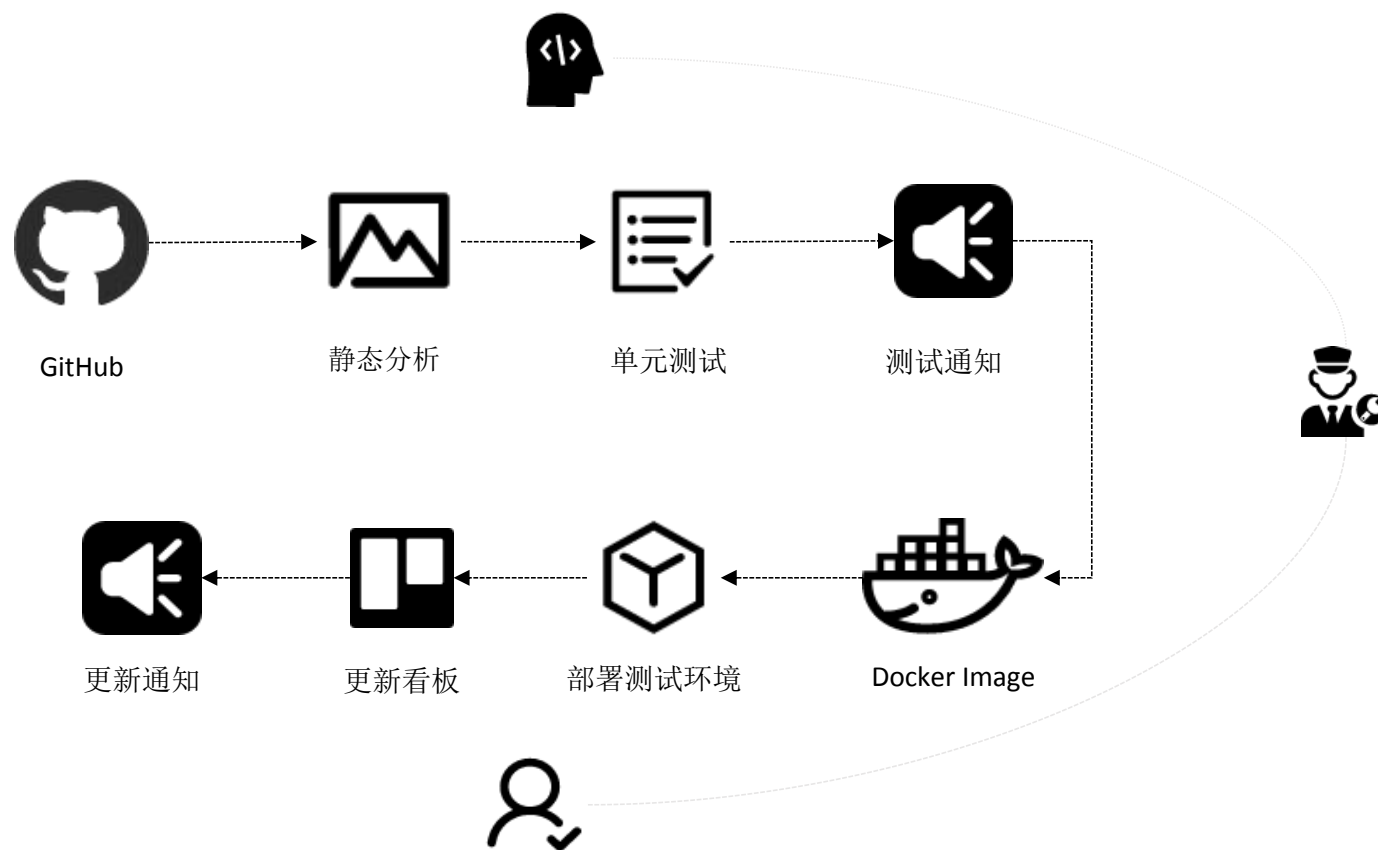 GitHub
静态分析
单元测试
测试通知
更新通知
更新看板
部署测试环境
Docker Image